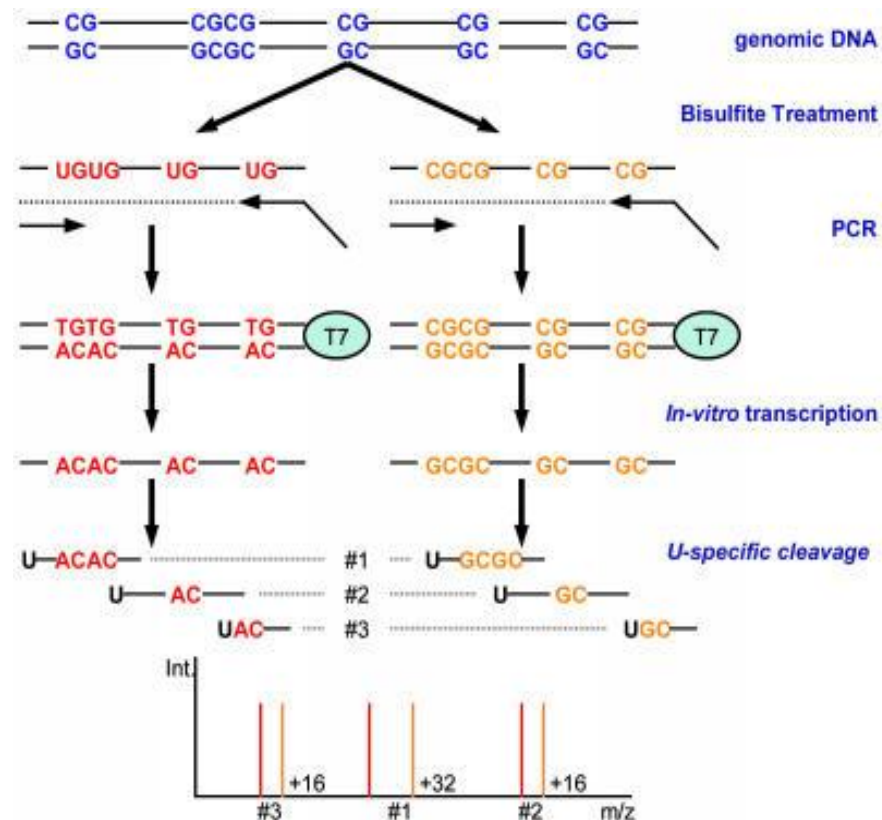 CG CGCG CG CG CG
GC GCGC GC GC GC
genomic DNA
Bisulfite Treatment
UGUG UG UG CGCG CG CG
PCR
TGTG TG TG T7 CGCG CG CG T7
ACAC AC AC GCGC GC GC
In-vitro transcription
ACAC AC AC GCGC GC GC
U-specific cleavage
U ACAC #1 U GCGC
U AC #2 U GC
UAC #3 UGC
Int.
+16 +32 +16
#3 #1 #2 m/z